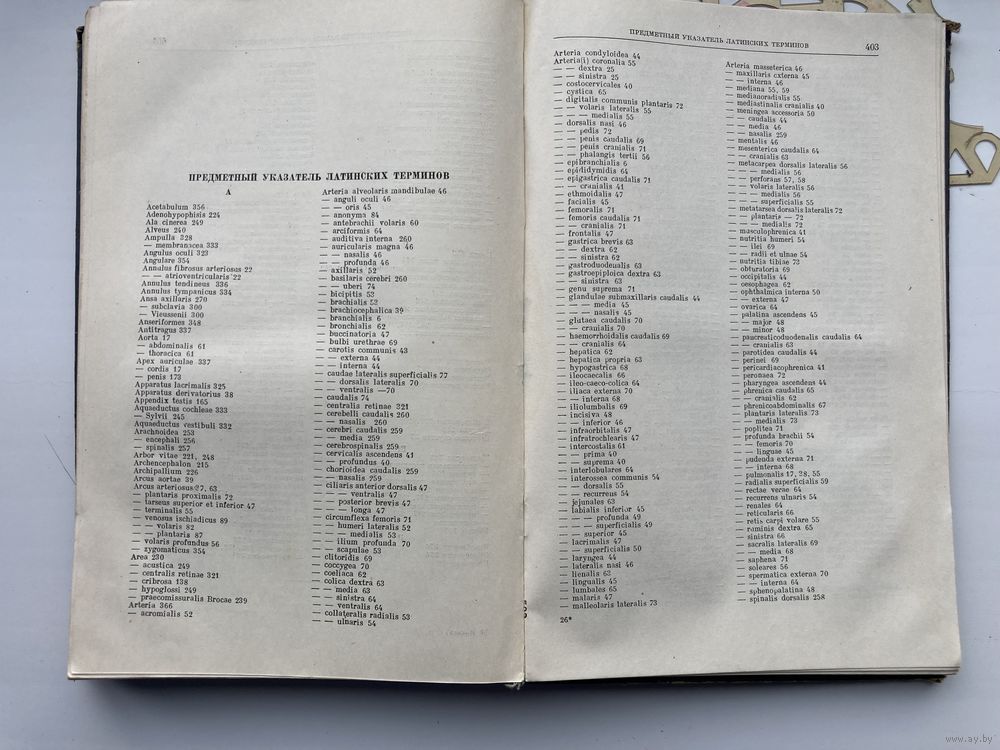 ПРЕДМЕТНЫЙ УКАЗАТЕЛЬ ЛАТИНСКИХ ТЕРМИНОВ
А
Acetabulum 356
Adenohypophisis 224
Ala cinerea 249
Alveus 240
Ampulla 328
— membranacea 333
Angulus oculi 323
Angulare 354
Annulus fibrosus arteriosus 22
— — atrioventricularis 22
Annulus tendineus 336
Annulus tympanicus 334
Ansa axillaris 270
— subclavia 300
— Vieussenii 300
Anseriformes 348
Antitragus 337
Aorta 17
— abdominalis 61
— thoracica 61
Apex auriculae 337
— cordis 17
— penis 173
Apparatus lacrimalis 325
Apparatus derivatorius 38
Appendix testis 165
Aquaeductus cochleae 333
— Sylvii 245
Aquaeductus vestibuli 332
Arachnoidea 253
— encephali 256
— spinalis 257
Arbor vitae 221, 248
Archencephalon 215
Archipallium 226
Arcus aortae 39
Arcus arteriosus 37, 63
— plantaris proximalis 72
— tarseus superior et inferior 47
— terminalis 55
— venosus ischiadicus 89
— — volaris 82
— — plantaris 87
— volaris profundus 56
— zygomaticus 354
Area 230
— acustica 249
— centralis retinae 321
— cribrosa 138
— hypoglossi 249
— praecomissuralis Brocae 239
Arteria 366
— acromialis 52
Arteria alveolaris mandibulae 46
— anguli oculi 46
— — oris 45
— anonyma 84
— antebrachii volaris 60
— arciformis 64
— auditiva interna 260
— auricularis magna 46
— — nasalis 46
— — profunda 46
— axillaris 52
— basilaris cerebri 260
— — uberi 74
— bicipitis 53
— brachialis 53
— brachiocephalica 39
— branchialis 6
— bronchialis 62
— buccinatoria 47
— bulbi urethrae 69
— carotis communis 43
— — externa 44
— — interna 44
— caudae lateralis superficialis 77
— — dorsalis lateralis 70
— — ventralis —70
— caudalis 74
— centralis retinae 321
— cerebelli caudalis 260
— — nasalis 260
— cerebri caudalis 259
— — media 259
— cerebrospinalis 259
— cervicalis ascendens 41
— — profundus 40
— chorioidea caudalis 259
— — nasalis 259
— ciliaris anterior dorsalis 47
— — — ventralis 47
— — posterior brevis 47
— — — longa 47
— circumflexa femoris 71
— — humeri lateralis 52
— — — medialis 53
— — ilium profunda 70
— — scapulae 53
— clitoridis 69
— coccygea 70
— coeliaca 62
— colica dextra 63
— — media 63
— — sinistra 64
— — ventralis 64
— collateralis radialis 53
— — ulnaris 54
ПРЕДМЕТНЫЙ УКАЗАТЕЛЬ ЛАТИНСКИХ ТЕРМИНОВ 403
Arteria condyloidea 44
Arteria(i) coronalia 55
— — dextra 25
— — sinistra 25
— costocervicales 40
— cystica 65
— digitalis communis plantaris 72
— — volaris lateralis 55
— — — medialis 55
— dorsalis nasi 46
— — pedis 72
— — penis caudalis 69
— — penis cranialis 71
— — phalangis tertii 56
— epibranchialis 6
— epididymidis 64
— epigastrica caudalis 71
— — cranialis 41
— ethmoidalis 47
— facialis 45
— femoralis 71
— femoris caudalis 71
— — cranialis 71
— frontalis 47
— gastrica brevis 63
— — dextra 62
— — sinistra 62
— gastroduodeualis 63
— gastroepiploica dextra 63
— — sinistra 63
— genu suprema 71
— glandulae submaxillaris caudalis 44
— — — media 45
— — — nasalis 45
— glutaea caudalis 70
— — cranialis 70
— haemorrhoidalis caudalis 69
— — cranialis 64
— hepatica 62
— hepatica propria 63
— hypogastrica 68
— ileocaecalis 66
— ileo-caeco-colica 64
— iliaca externa 70
— — interna 68
— iliolumbalis 69
— incisiva 48
— — inferior 46
— infraorbitalis 47
— infratrochlearis 47
— intercostalis 61
— — prima 40
— — suprema 40
— interlobularis 64
— interossea communis 54
— — dorsalis 55
— — recurrens 54
— jejunales 63
— labialis inferior 45
— — — profunda 49
— — — superficialis 49
— — superior 45
— lacrimalis 47
— — superficialis 50
— laryngea 44
— lateralis nasi 46
— lienalis 63
— lingualis 45
— lumbales 65
— malaris 47
— malleolaris lateralis 73
26*
Arteria masseterica 46
— maxillaris externa 45
— — interna 46
— mediana 55, 59
— medianoradialis 55
— mediastinalis cranialis 40
— meningea accessoria 50
— — caudalis 44
— — media 46
— — nasalis 259
— mentalis 46
— mesenterica caudalis 64
— — cranialis 63
— metacarpea dorsalis lateralis 56
— — — medialis 56
— — perforans 57, 58
— — volaris lateralis 56
— — — medialis 56
— — — superficialis 55
— metatarsea dorsalis lateralis 72
— — plantaris — 72
— — — medialis 72
— musculophrenica 41
— nutritia humeri 54
— — ilei 69
— — radii et ulnae 54
— nutritia tibiae 73
— obturatoria 69
— occipitalis 44
— oesophagea 62
— ophthalmica interna 50
— — externa 47
— ovarica 64
— palatina ascendens 45
— — major 48
— — minor 48
— pancreaticoduodenalis caudalis 64
— — cranialis 63
— parotidea caudalis 44
— perinei 69
— pericardiacophrenica 41
— peronaea 72
— pharyngea ascendens 44
— phrenica caudalis 65
— — cranialis 62
— phrenicoabdominalis 67
— plantaris lateralis 73
— — medialis 73
— poplitea 71
— profunda brachii 54
— — femoris 70
— — linguae 45
— pudenda externa 71
— — interna 68
— pulmonalis 17, 38, 55
— radialis superficialis 59
— rectae verae 64
— recurrens ulnaris 54
— renales 64
— reticularis 66
— retis carpi volare 55
— ruminis dextra 65
— — sinistra 66
— sacralis lateralis 69
— — media 68
— saphena 71
— soleares 56
— spermatica externa 70
— — interna 64
— sphenopalatina 48
— spinalis dorsalis 258
www.ay.by